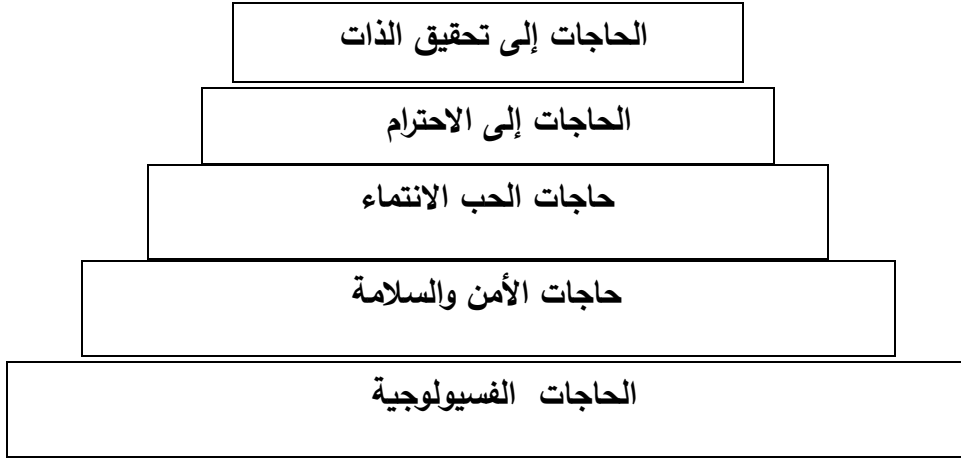 الحاجات إلى تحقيق الذات
الحاجات إلى الاحترام
حاجات الحب الانتماء
حاجات الأمن والسلامة
الحاجات الفسيولوجية